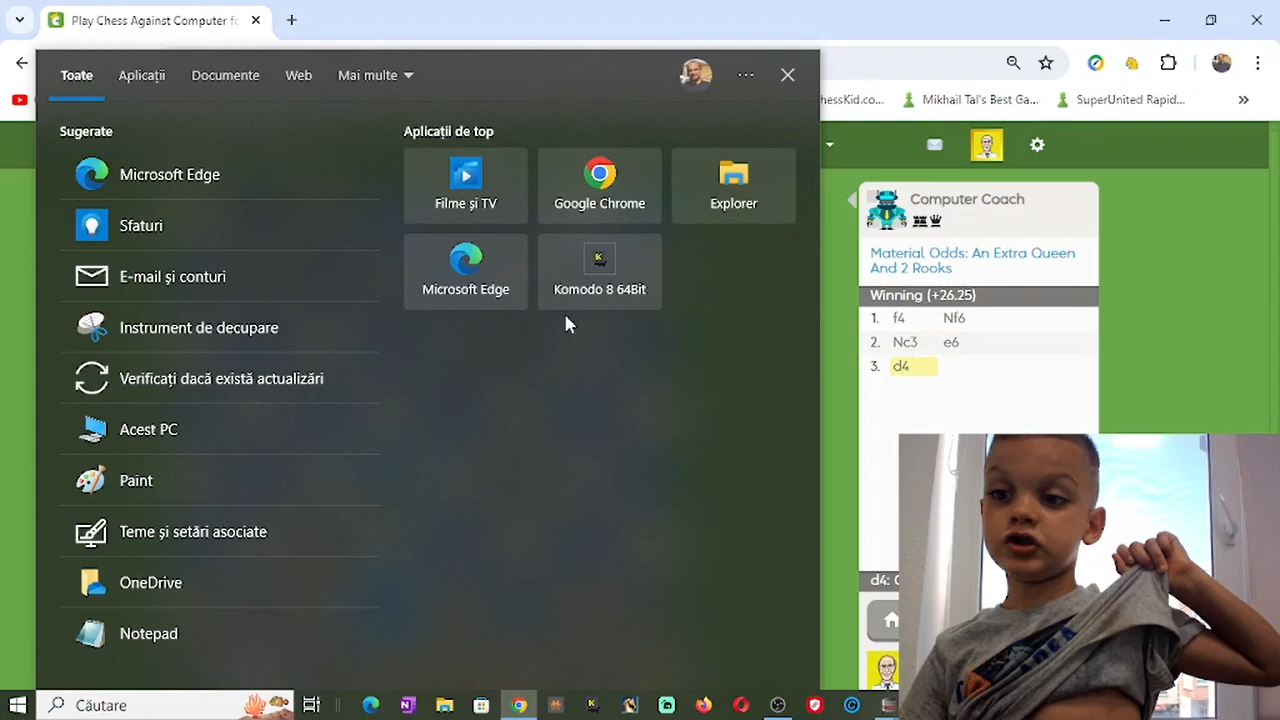 Play Chess Against Computer fo
hessKid.co...
Mikhail Tal's Best Ga...
SuperUnited Rapid...
Toate
Aplicații
Documente
Web
Mai multe
Sugerate
Microsoft Edge
Sfaturi
E-mail și conturi
Instrument de decupare
Verificați dacă există actualizări
Acest PC
Paint
Teme și setări asociate
OneDrive
Notepad
Aplicații de top
Filme și TV
Google Chrome
Explorer
Microsoft Edge
Komodo 8 64Bit
Computer Coach
Material Odds: An Extra Queen
And 2 Rooks
Winning (+26.25)
1. f4 Nf6
2. Nc3 e6
3. d4
d4:
Căutare